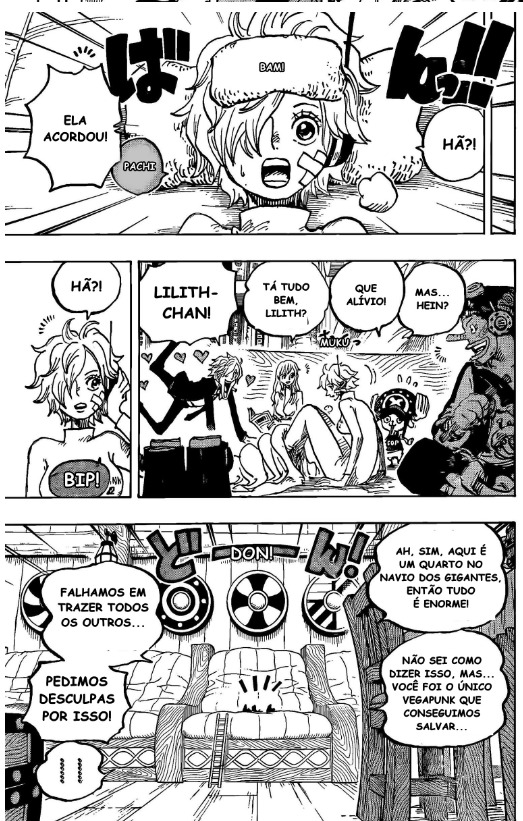 ばんっ!!
BAM!
ELA
ACORDOU!
PACHI
HÃ?!
HÃ?!
BIP!
LILITH-
CHAN!
TÁ TUDO
BEM,
LILITH?
QUE
ALÍVIO!
MAS...
HEIN?
MUKU
どん!
DON!
AH, SIM, AQUI É
UM QUARTO NO
NAVIO DOS GIGANTES,
ENTÃO TUDO
É ENORME!
FALHAMOS EM
TRAZER TODOS
OS OUTROS...
PEDIMOS
DESCULPAS
POR ISSO!
NÃO SEI COMO
DIZER ISSO, MAS...
VOCÊ FOI O ÚNICO
VEGAPUNK QUE
CONSEGUIMOS
SALVAR...
!!